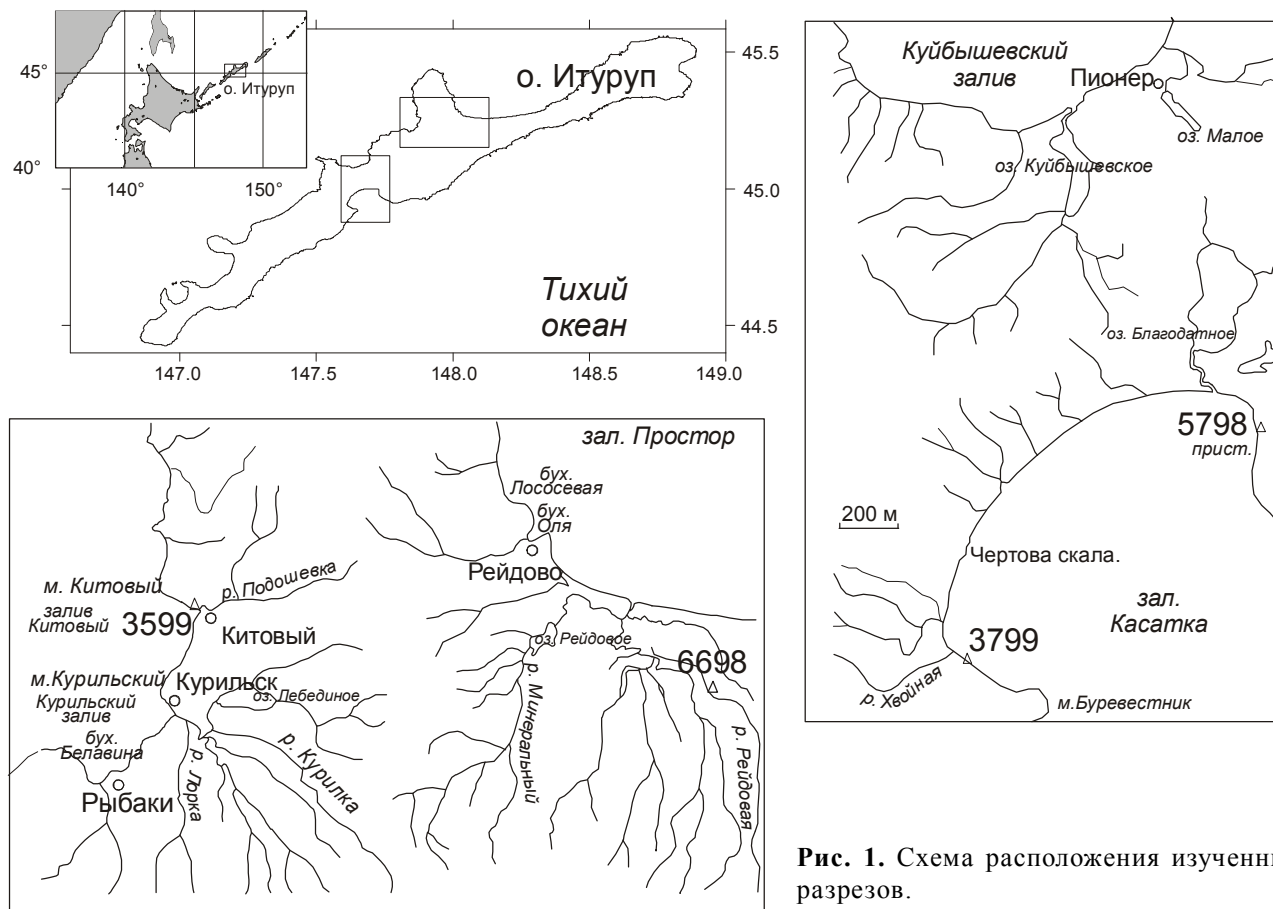 45°
40°
140°
150°
о. Итуруп
о. Итуруп
Тихий
океан
45.5
45.0
44.5
147.0
147.5
148.0
148.5
149.0
зал. Простор
бух.
Лососевая
бух.
Оля
Рейдово
м. Китовый
залив
Китовый
3599
р. Подошевка
Китовый
оз. Рейдовое
6698
м.Курильский
Курильск
оз. Лебединое
Курильский
залив
бух.
Белавина
Рыбаки
р. Лорка
р. Курилка
р. Минеральный
р. Рейдовая
Куйбышевский
залив
Пионер
оз. Малое
оз. Куйбышевское
оз. Благодатное
5798
прист.
200 м
Чертова скала.
зал.
Касатка
3799
р. Хвойная
м.Буревестник
Рис. 1. Схема расположения изученн
разрезов.